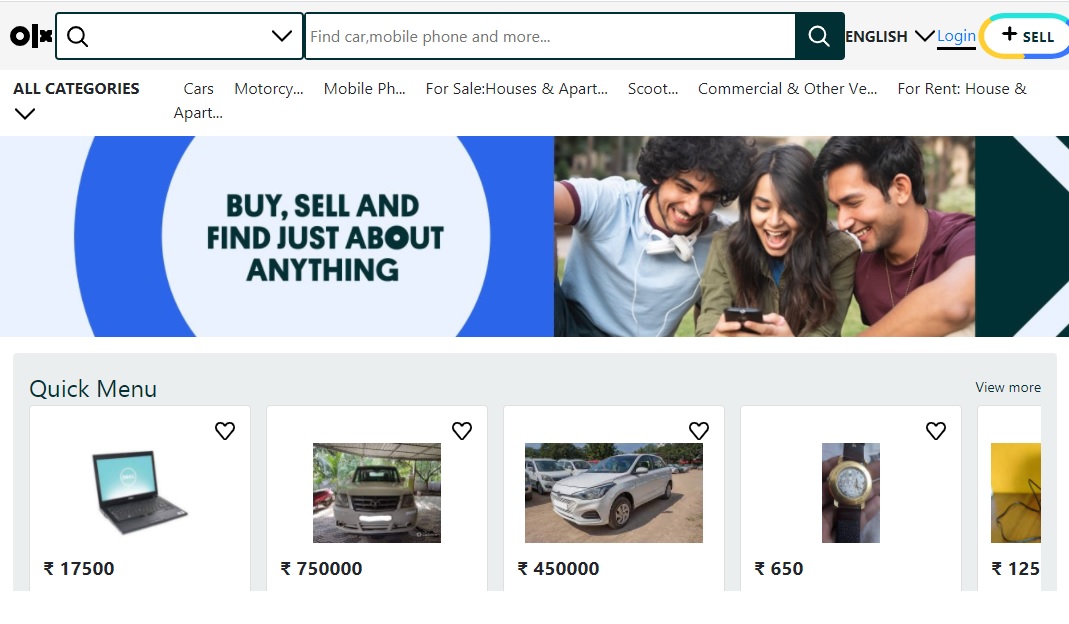 olx
Find car,mobile phone and more...
ENGLISH
Login
+ SELL
ALL CATEGORIES
Cars Motorcy... Mobile Ph... For Sale:Houses & Apart... Scoot... Commercial & Other Ve... For Rent: House &
Apart...
BUY, SELL AND
FIND JUST ABOUT
ANYTHING
Quick Menu
View more
₹ 17500
₹ 750000
₹ 450000
₹ 650
₹ 125